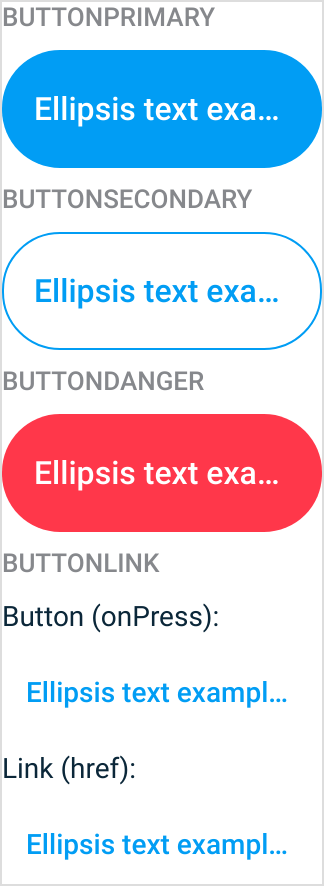 BUTTONPRIMARY
Ellipsis text exa...
BUTTONSECONDARY
Ellipsis text exa...
BUTTONDANGER
Ellipsis text exa...
BUTTONLINK
Button (onPress):
Ellipsis text exampl...
Link (href):
Ellipsis text exampl...